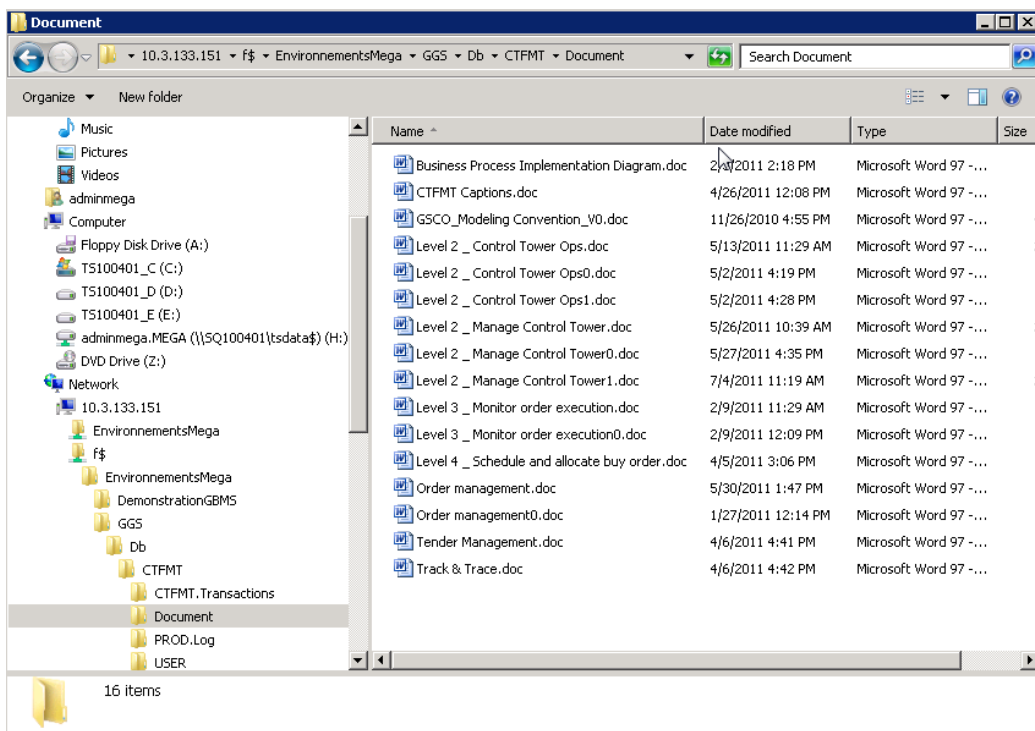 Document
10.3.133.151 f$ EnvironnementsMega GGS Db CTFMT Document Search Document
Organize New folder
Music
Pictures
Videos
adminmega
Computer
Floppy Disk Drive (A:)
TS100401_C (C:)
TS100401_D (D:)
TS100401_E (E:)
adminmega.MEGA (\\SQ100401\tsdata$) (H:)
DVD Drive (Z:)
Network
10.3.133.151
EnvironnementsMega
f$
EnvironnementsMega
DemonstrationGBMS
GGS
Db
CTFMT
CTFMT.Transactions
Document
PROD.Log
USER
Name Date modified Type Size
Business Process Implementation Diagram.doc 2:18 PM Microsoft Word 97 -...
CTFMT Captions.doc 4/26/2011 12:08 PM Microsoft Word 97 -...
GSCO_Modeling Convention_V0.doc 11/26/2010 4:55 PM Microsoft Word 97 -...
Level 2 _ Control Tower Ops.doc 5/13/2011 11:29 AM Microsoft Word 97 -...
Level 2 _ Control Tower Ops0.doc 5/2/2011 4:19 PM Microsoft Word 97 -...
Level 2 _ Control Tower Ops1.doc 5/2/2011 4:28 PM Microsoft Word 97 -...
Level 2 _ Manage Control Tower.doc 5/26/2011 10:39 AM Microsoft Word 97 -...
Level 2 _ Manage Control Tower0.doc 5/27/2011 4:35 PM Microsoft Word 97 -...
Level 2 _ Manage Control Tower1.doc 7/4/2011 11:19 AM Microsoft Word 97 -...
Level 3 _ Monitor order execution.doc 2/9/2011 11:29 AM Microsoft Word 97 -...
Level 3 _ Monitor order execution0.doc 2/9/2011 12:09 PM Microsoft Word 97 -...
Level 4 _ Schedule and allocate buy order.doc 4/5/2011 3:06 PM Microsoft Word 97 -...
Order management.doc 5/30/2011 1:47 PM Microsoft Word 97 -...
Order management0.doc 1/27/2011 12:14 PM Microsoft Word 97 -...
Tender Management.doc 4/6/2011 4:41 PM Microsoft Word 97 -...
Track & Trace.doc 4/6/2011 4:42 PM Microsoft Word 97 -...
16 items